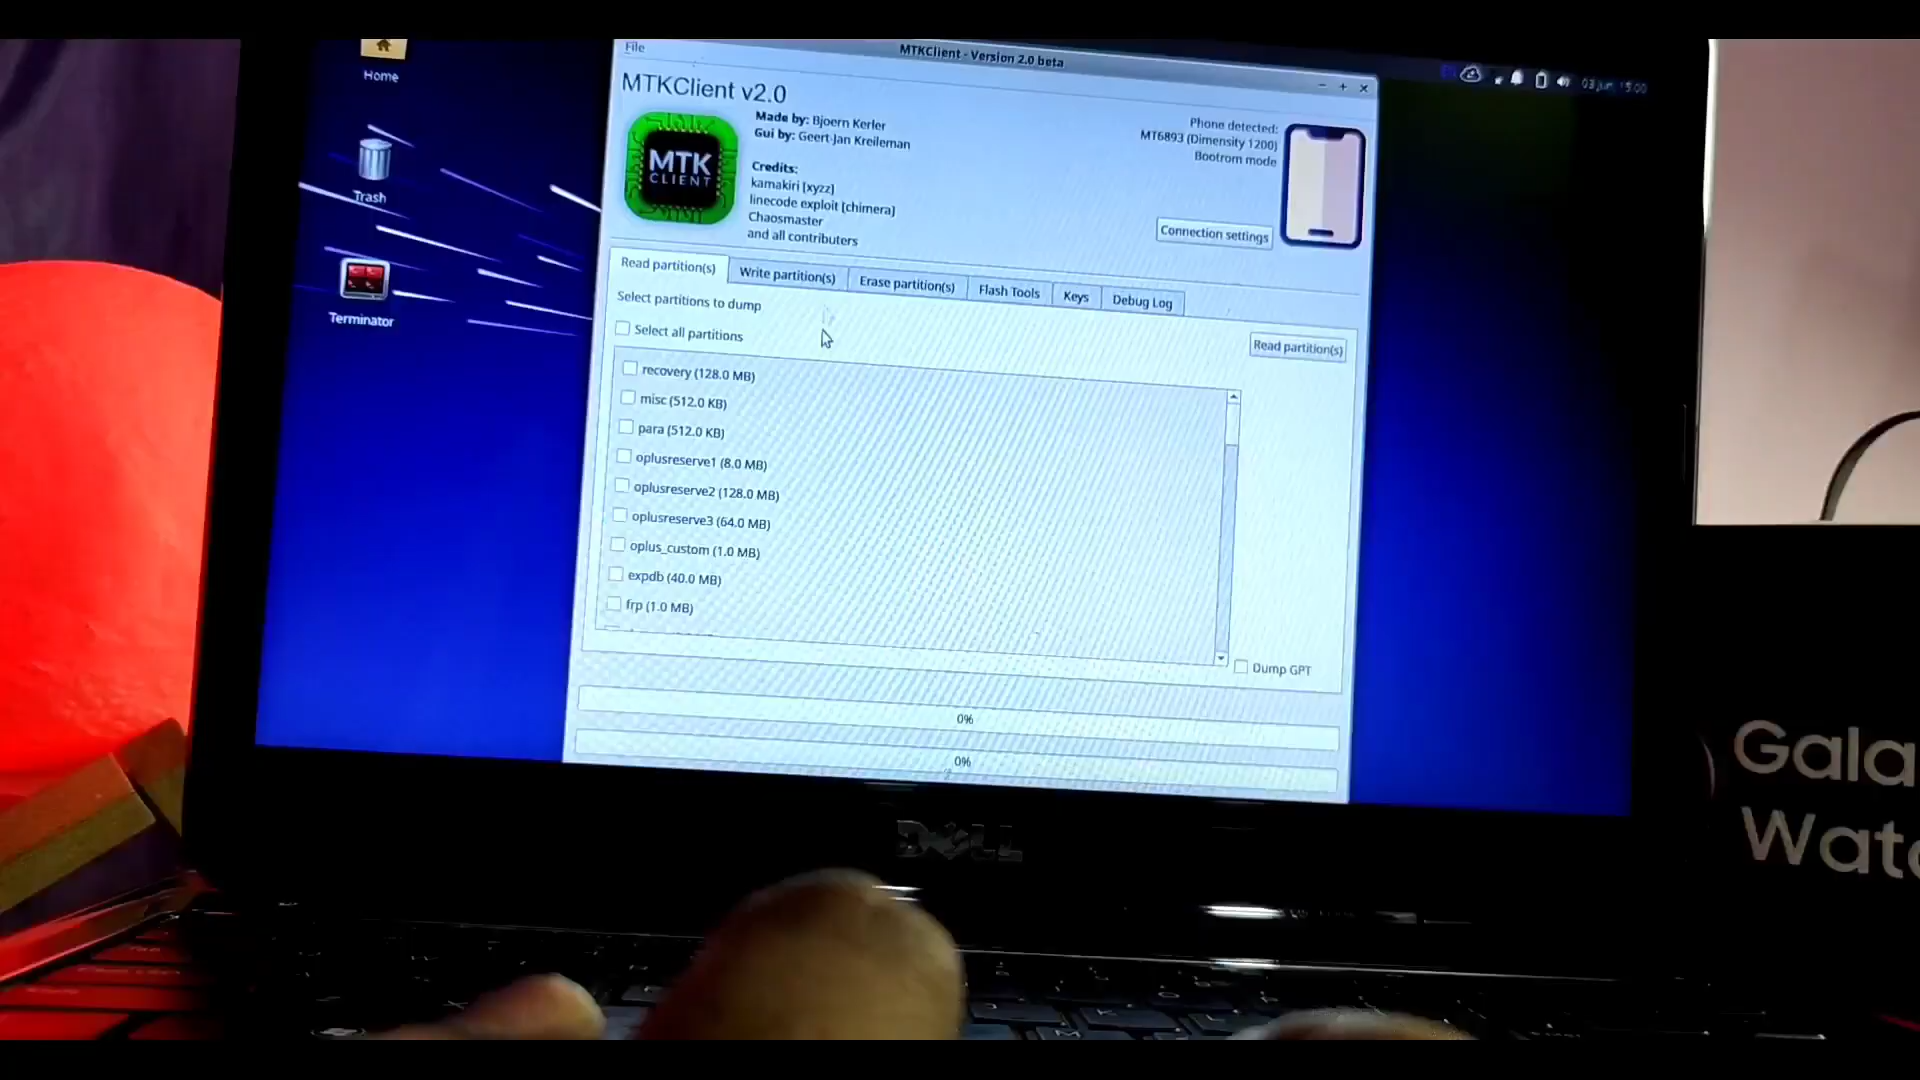 Home
Trash
Terminator
File
MTKClient - Version 2.0 beta
03 Jun 15:00
MTKClient v2.0
MTK
CLIENT
Made by: Bjoern Kerler
Gui by: Geert-Jan Kreileman
Credits:
kamakiri [xyzz]
linecode exploit [chimera]
Chaosmaster
and all contributers
Phone detected:
MT6893 (Dimensity 1200)
Bootrom mode
Connection settings
Read partition(s)
Write partition(s)
Erase partition(s)
Flash Tools
Keys
Debug Log
Select partitions to dump
Select all partitions
Read partition(s)
recovery (128.0 MB)
misc (512.0 KB)
para (512.0 KB)
oplusreserve1 (8.0 MB)
oplusreserve2 (128.0 MB)
oplusreserve3 (64.0 MB)
oplus_custom (1.0 MB)
expdb (40.0 MB)
frp (1.0 MB)
Dump GPT
0%
0%
DELL
Gala
Watc